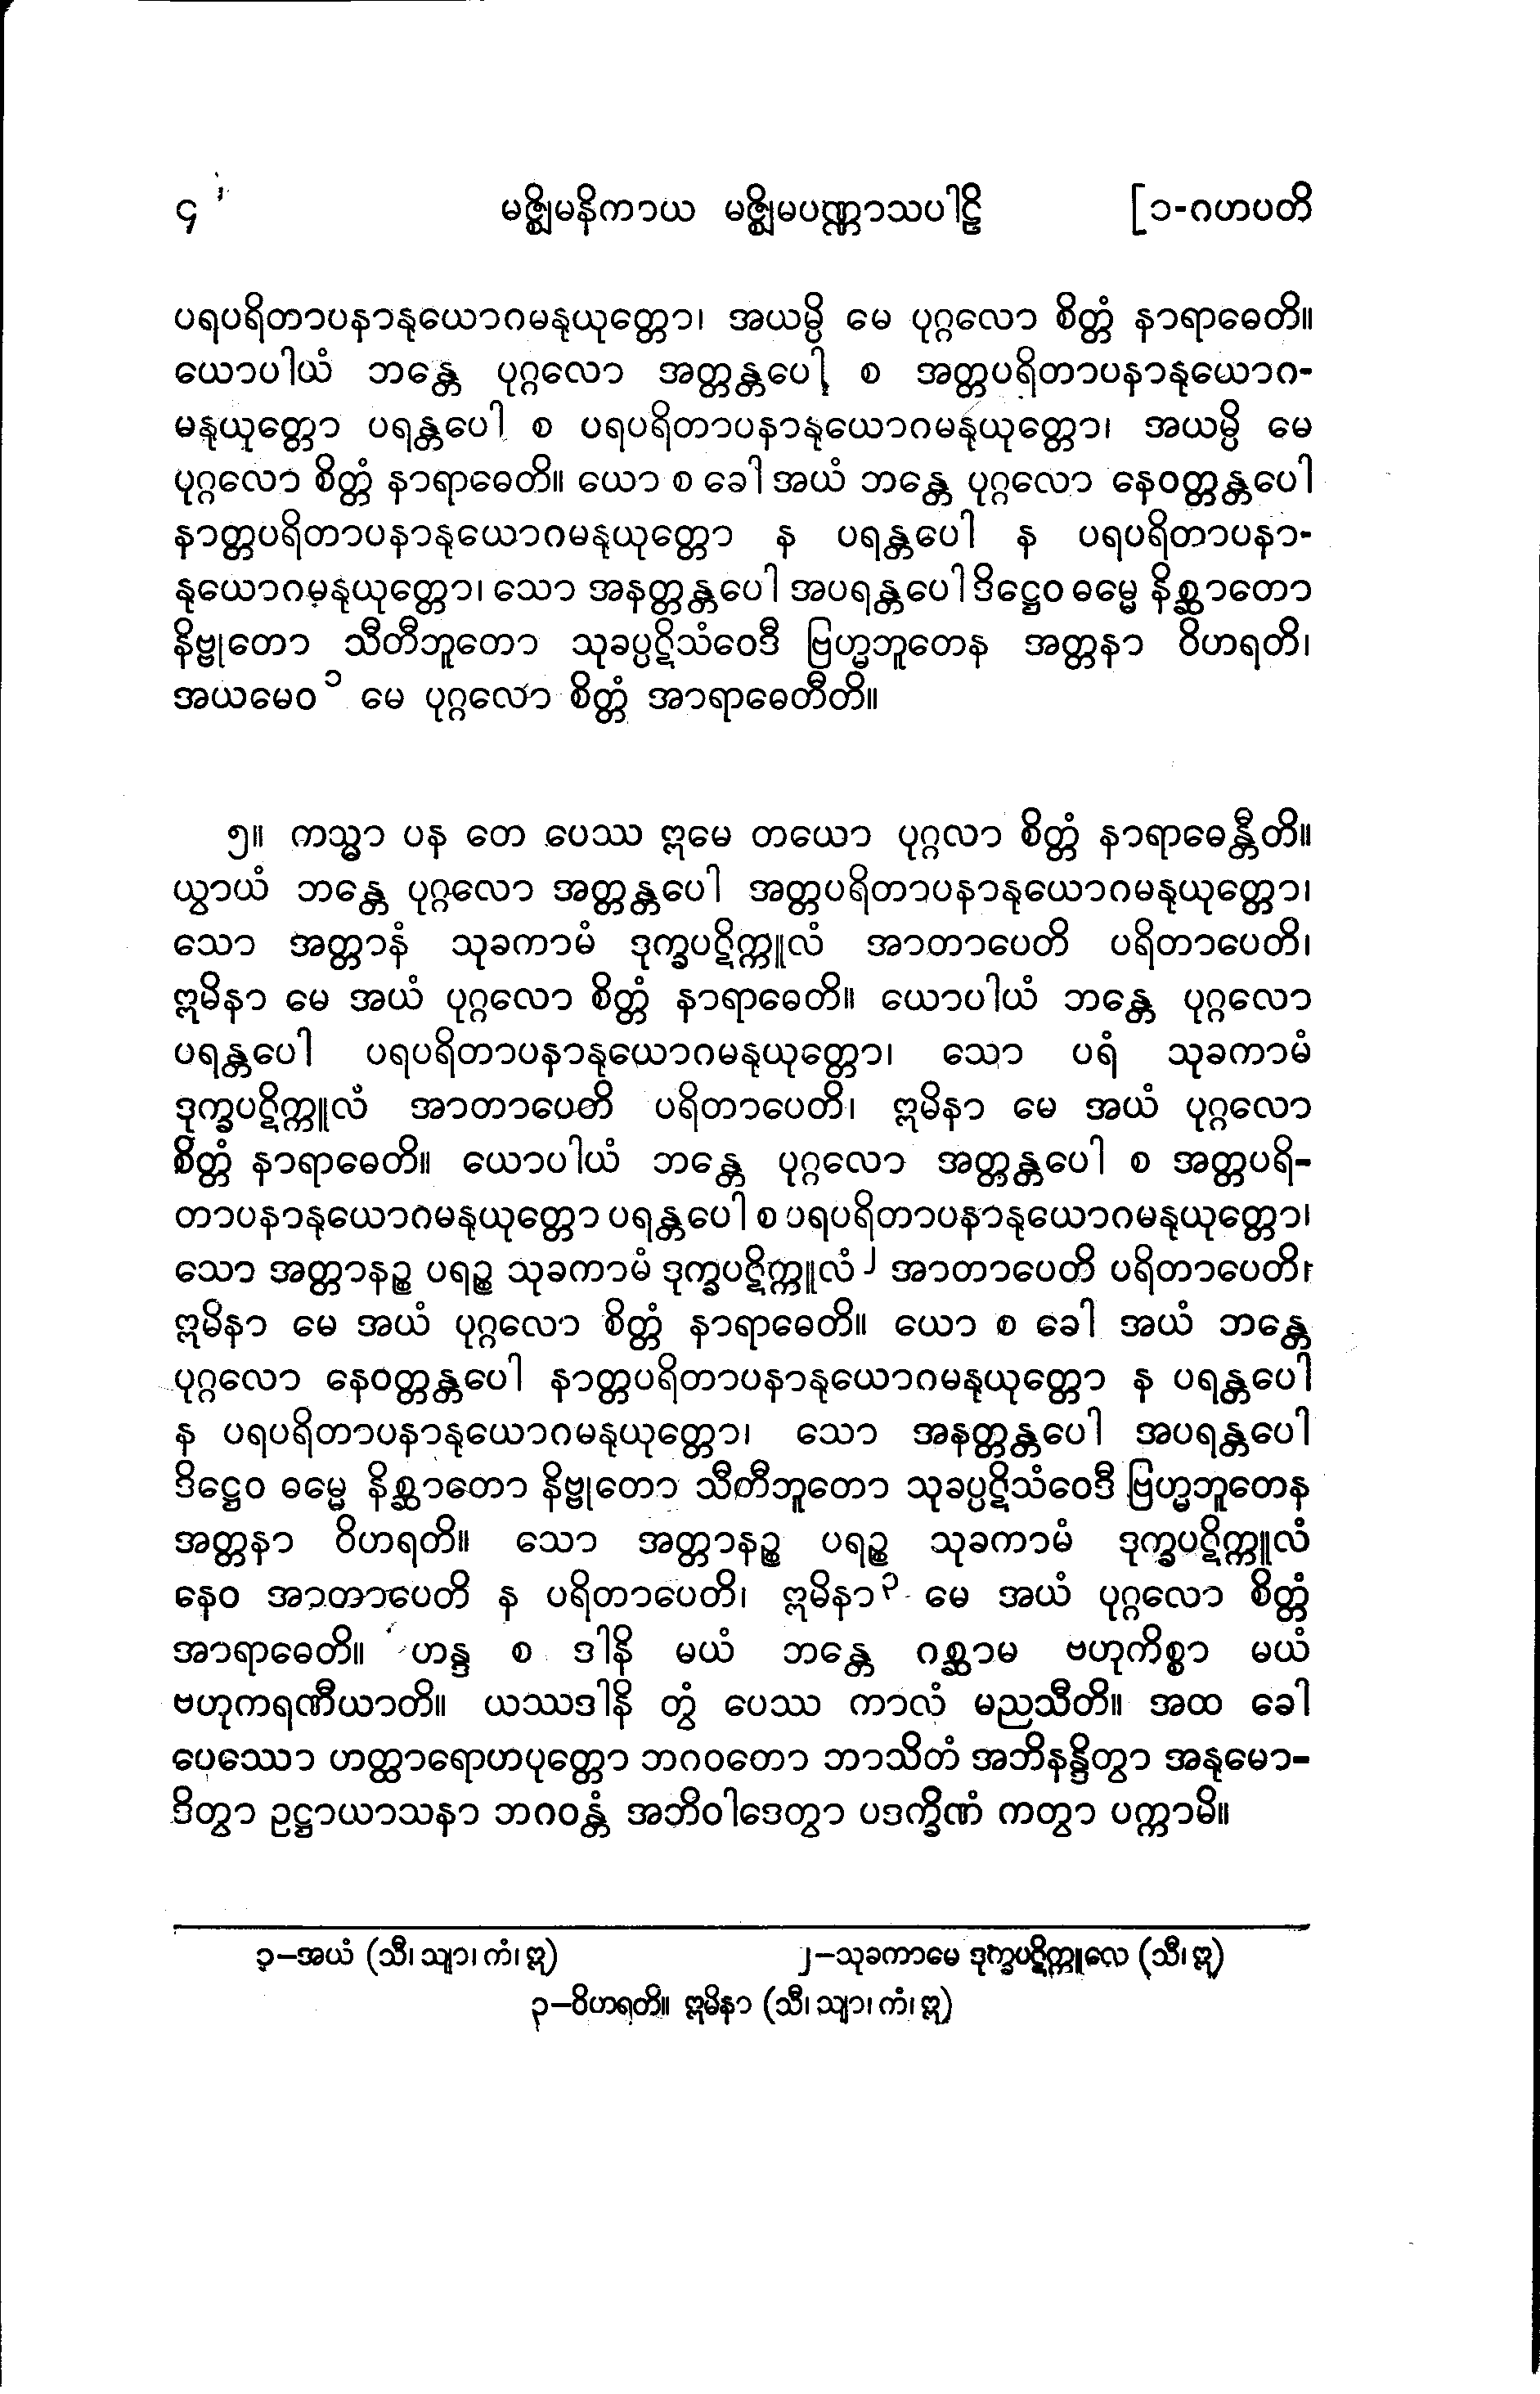 ၄ မဇ္ဈိမနိကာယ မဇ္ဈိမပဏ္ဏာသပါဠိ [၁-ဂဟပတိ
ပရပရိတာပနာနုယောဂမနုယုတ္တော၊ အယမ္ပိ မေ ပုဂ္ဂလော စိတ္တံ နာရာဓေတိ။
ယောပါယံ ဘန္တေ ပုဂ္ဂလော အတ္တန္တပေါ စ အတ္တပရိတာပနာနုယောဂ-
မနုယုတ္တော ပရန္တပေါ စ ပရပရိတာပနာနုယောဂမနုယုတ္တော၊ အယမ္ပိ မေ
ပုဂ္ဂလော စိတ္တံ နာရာဓေတိ။ ယော စ ခေါ အယံ ဘန္တေ ပုဂ္ဂလော နေဝတ္တန္တပေါ
နာတ္တပရိတာပနာနုယောဂမနုယုတ္တော န ပရန္တပေါ န ပရပရိတာပနာ-
နုယောဂမနုယုတ္တော၊ သော အနတ္တန္တပေါ အပရန္တပေါ ဒိဋ္ဌေဝ ဓမ္မေ နိစ္ဆာတော
နိဗ္ဗုတော သီတီဘူတော သုခပ္ပဋိသံဝေဒီ ဗြဟ္မဘူတေန အတ္တနာ ဝိဟရတိ၊
အယမေဝ ၁ မေ ပုဂ္ဂလော စိတ္တံ အာရာဓေတီတိ။
၅။ ကသ္မာ ပန တေ ပေဿ ဣမေ တယော ပုဂ္ဂလာ စိတ္တံ နာရာဓေန္တီတိ။
ယွာယံ ဘန္တေ ပုဂ္ဂလော အတ္တန္တပေါ အတ္တပရိတာပနာနုယောဂမနုယုတ္တော၊
သော အတ္တာနံ သုခကာမံ ဒုက္ခပဋိက္ကူလံ အာတာပေတိ ပရိတာပေတိ၊
ဣမိနာ မေ အယံ ပုဂ္ဂလော စိတ္တံ နာရာဓေတိ။ ယောပါယံ ဘန္တေ ပုဂ္ဂလော
ပရန္တပေါ ပရပရိတာပနာနုယောဂမနုယုတ္တော၊ သော ပရံ သုခကာမံ
ဒုက္ခပဋိက္ကူလံ အာတာပေတိ ပရိတာပေတိ၊ ဣမိနာ မေ အယံ ပုဂ္ဂလော
စိတ္တံ နာရာဓေတိ။ ယောပါယံ ဘန္တေ ပုဂ္ဂလော အတ္တန္တပေါ စ အတ္တပရိ-
တာပနာနုယောဂမနုယုတ္တော ပရန္တပေါ စ ပရပရိတာပနာနုယောဂမနုယုတ္တော၊
သော အတ္တာနဉ္စ ပရဉ္စ သုခကာမံ ဒုက္ခပဋိက္ကူလံ ၂ အာတာပေတိ ပရိတာပေတိ၊
ဣမိနာ မေ အယံ ပုဂ္ဂလော စိတ္တံ နာရာဓေတိ။ ယော စ ခေါ အယံ ဘန္တေ
ပုဂ္ဂလော နေဝတ္တန္တပေါ နာတ္တပရိတာပနာနုယောဂမနုယုတ္တော န ပရန္တပေါ
န ပရပရိတာပနာနုယောဂမနုယုတ္တော၊ သော အနတ္တန္တပေါ အပရန္တပေါ
ဒိဋ္ဌေဝ ဓမ္မေ နိစ္ဆာတော နိဗ္ဗုတော သီတီဘူတော သုခပ္ပဋိသံဝေဒီ ဗြဟ္မဘူတေန
အတ္တနာ ဝိဟရတိ။ သော အတ္တာနဉ္စ ပရဉ္စ သုခကာမံ ဒုက္ခပဋိက္ကူလံ
နေဝ အာတာပေတိ န ပရိတာပေတိ၊ ဣမိနာ ၃ မေ အယံ ပုဂ္ဂလော စိတ္တံ
အာရာဓေတိ။ ဟန္ဒ စ ဒါနိ မယံ ဘန္တေ ဂစ္ဆာမ ဗဟုကိစ္စာ မယံ
ဗဟုကရဏီယာတိ။ ယဿဒါနိ တွံ ပေဿ ကာလံ မညသီတိ။ အထ ခေါ
ပေဿော ဟတ္ထာရောဟပုတ္တော ဘဂဝတော ဘာသိတံ အဘိနန္ဒိတွာ အနုမော-
ဒိတွာ ဥဋ္ဌာယာသနာ ဘဂဝန္တံ အဘိဝါဒေတွာ ပဒက္ခိဏံ ကတွာ ပက္ကာမိ။
၁–အယံ (သီ၊ သျာ၊ ကံ၊ ဣ) ၂–သုခကာမေ ဒုက္ခပဋိက္ကူလေ (သီ၊ ဣ)
၃–ဝိဟရတိ။ ဣမိနာ (သီ၊ သျာ၊ ကံ၊ ဣ)